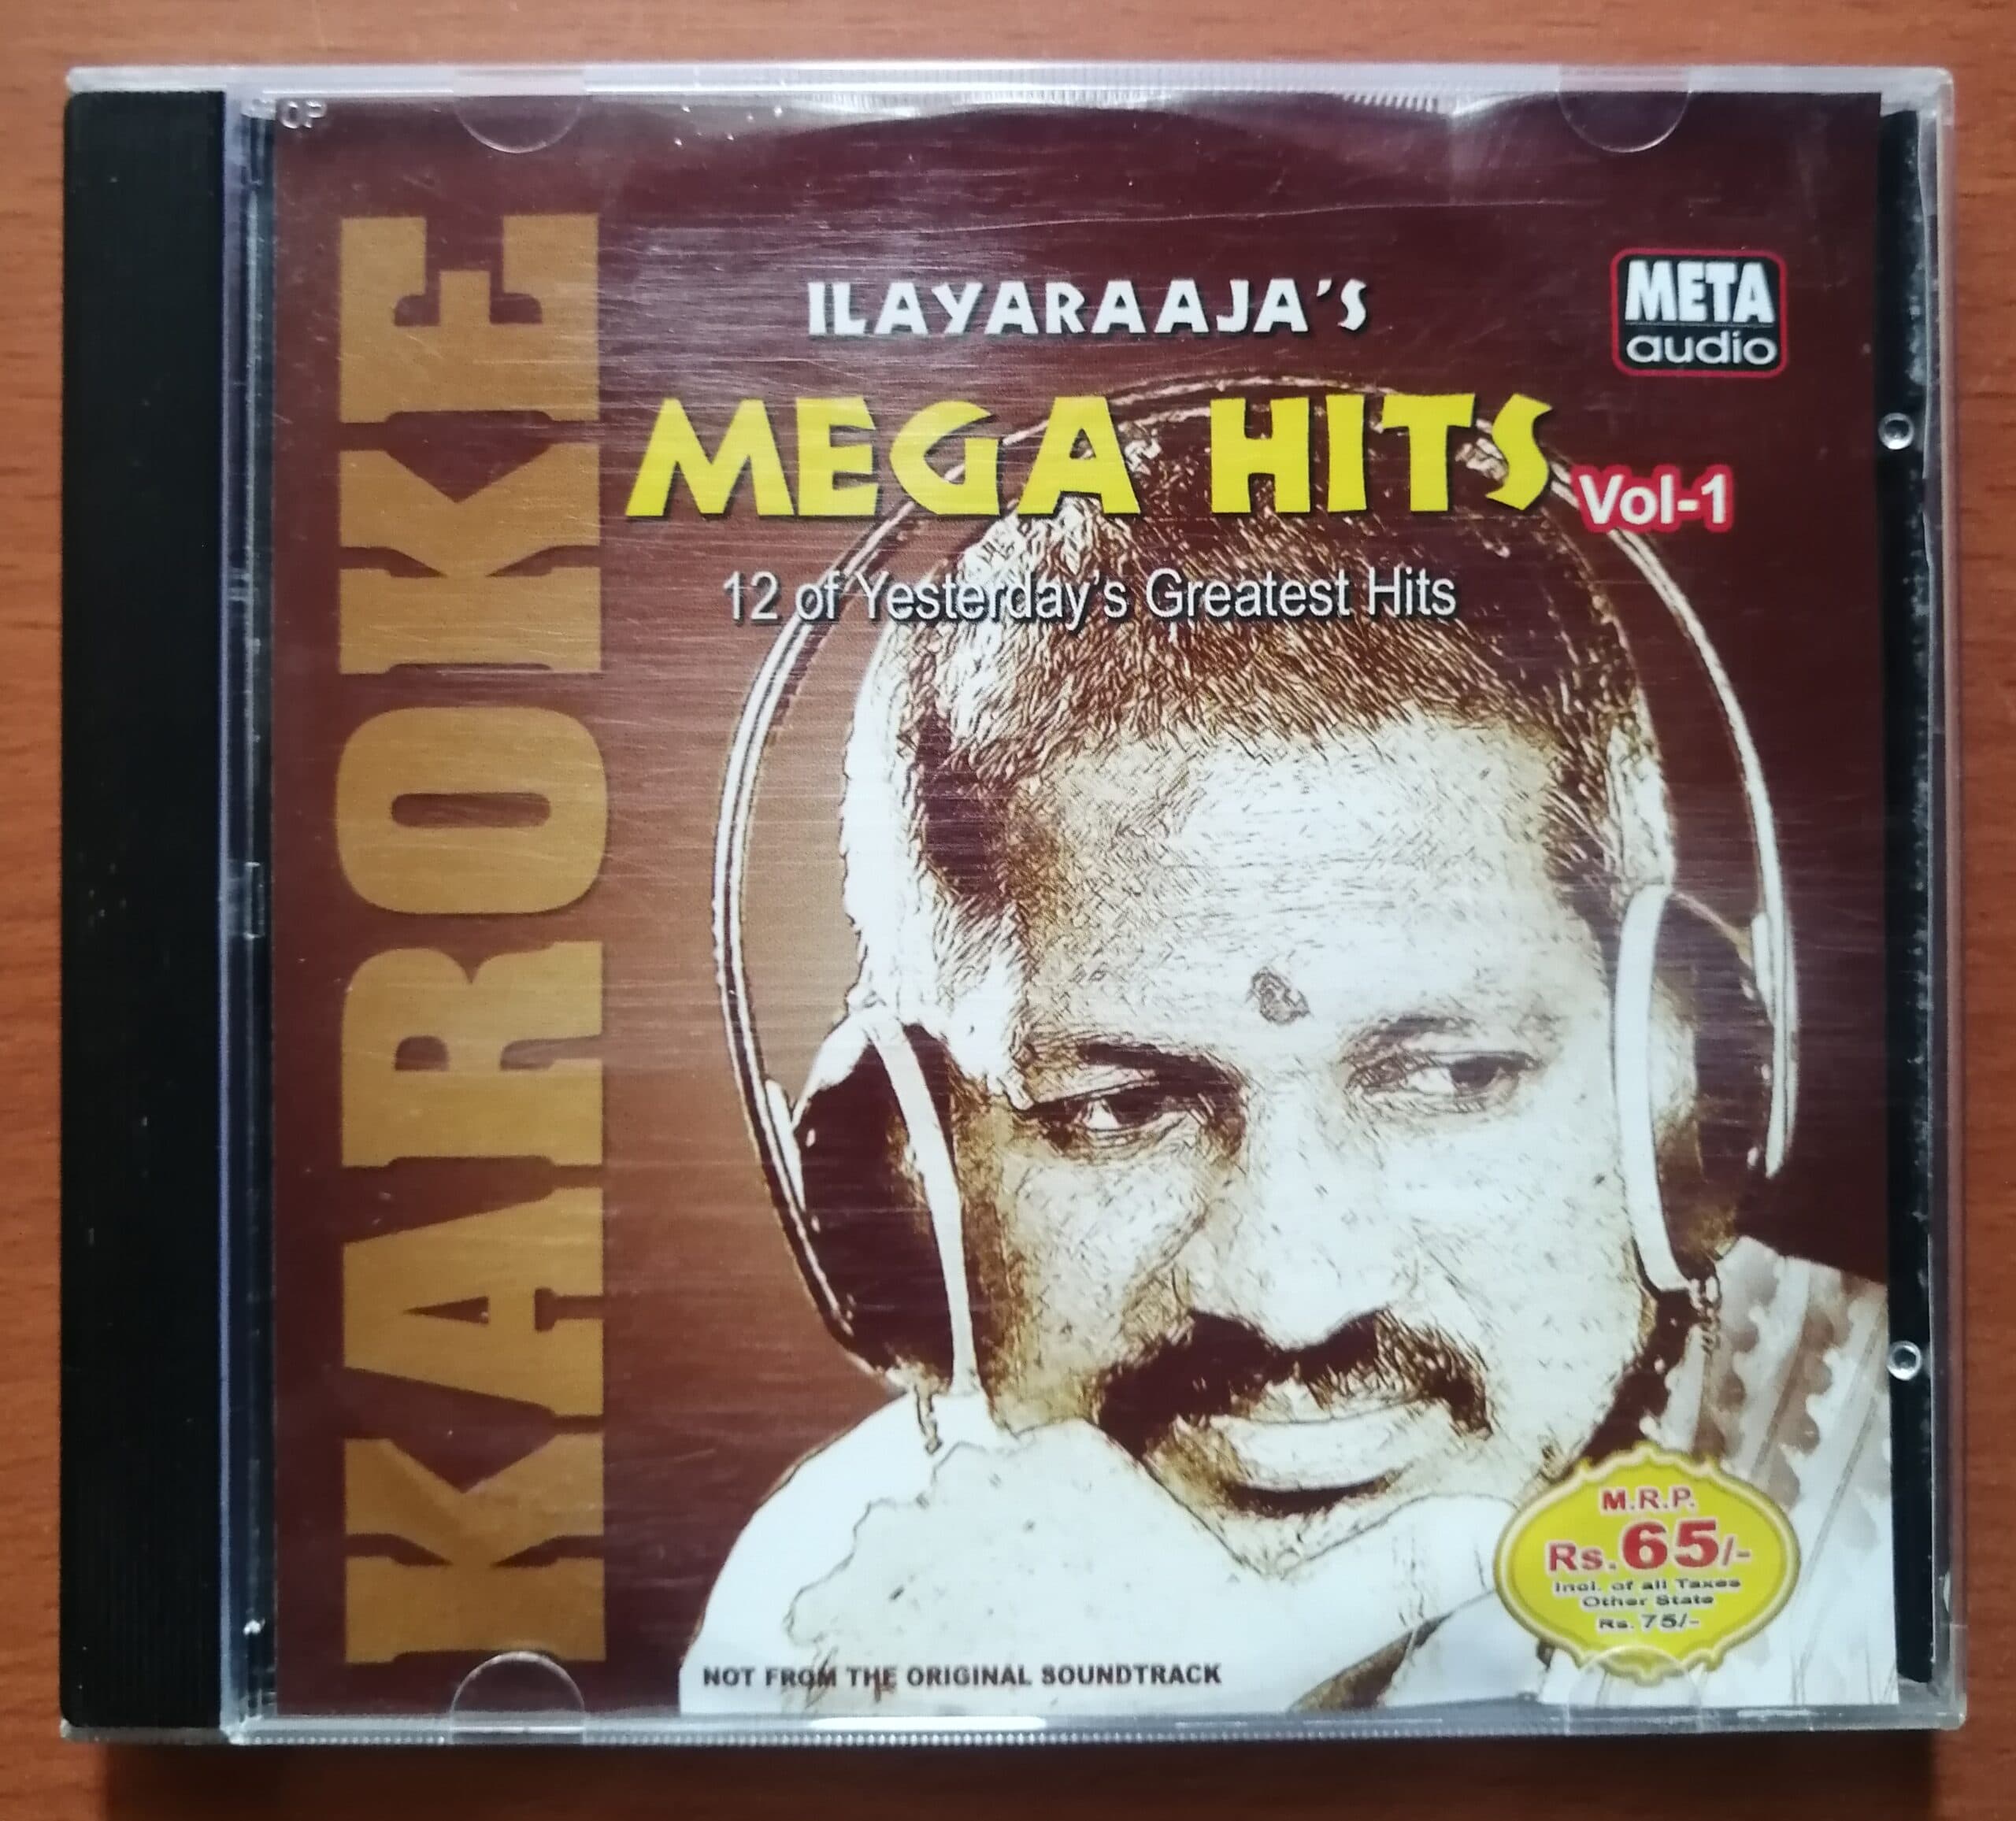 KAROKE
ILAYARAAJA'S
META
audio
MEGA HITS
Vol-1
12 of Yesterday's Greatest Hits
M.R.P.
Rs.65/-
Incl. of all Taxes
Other State
Rs. 75/-
NOT FROM THE ORIGINAL SOUNDTRACK